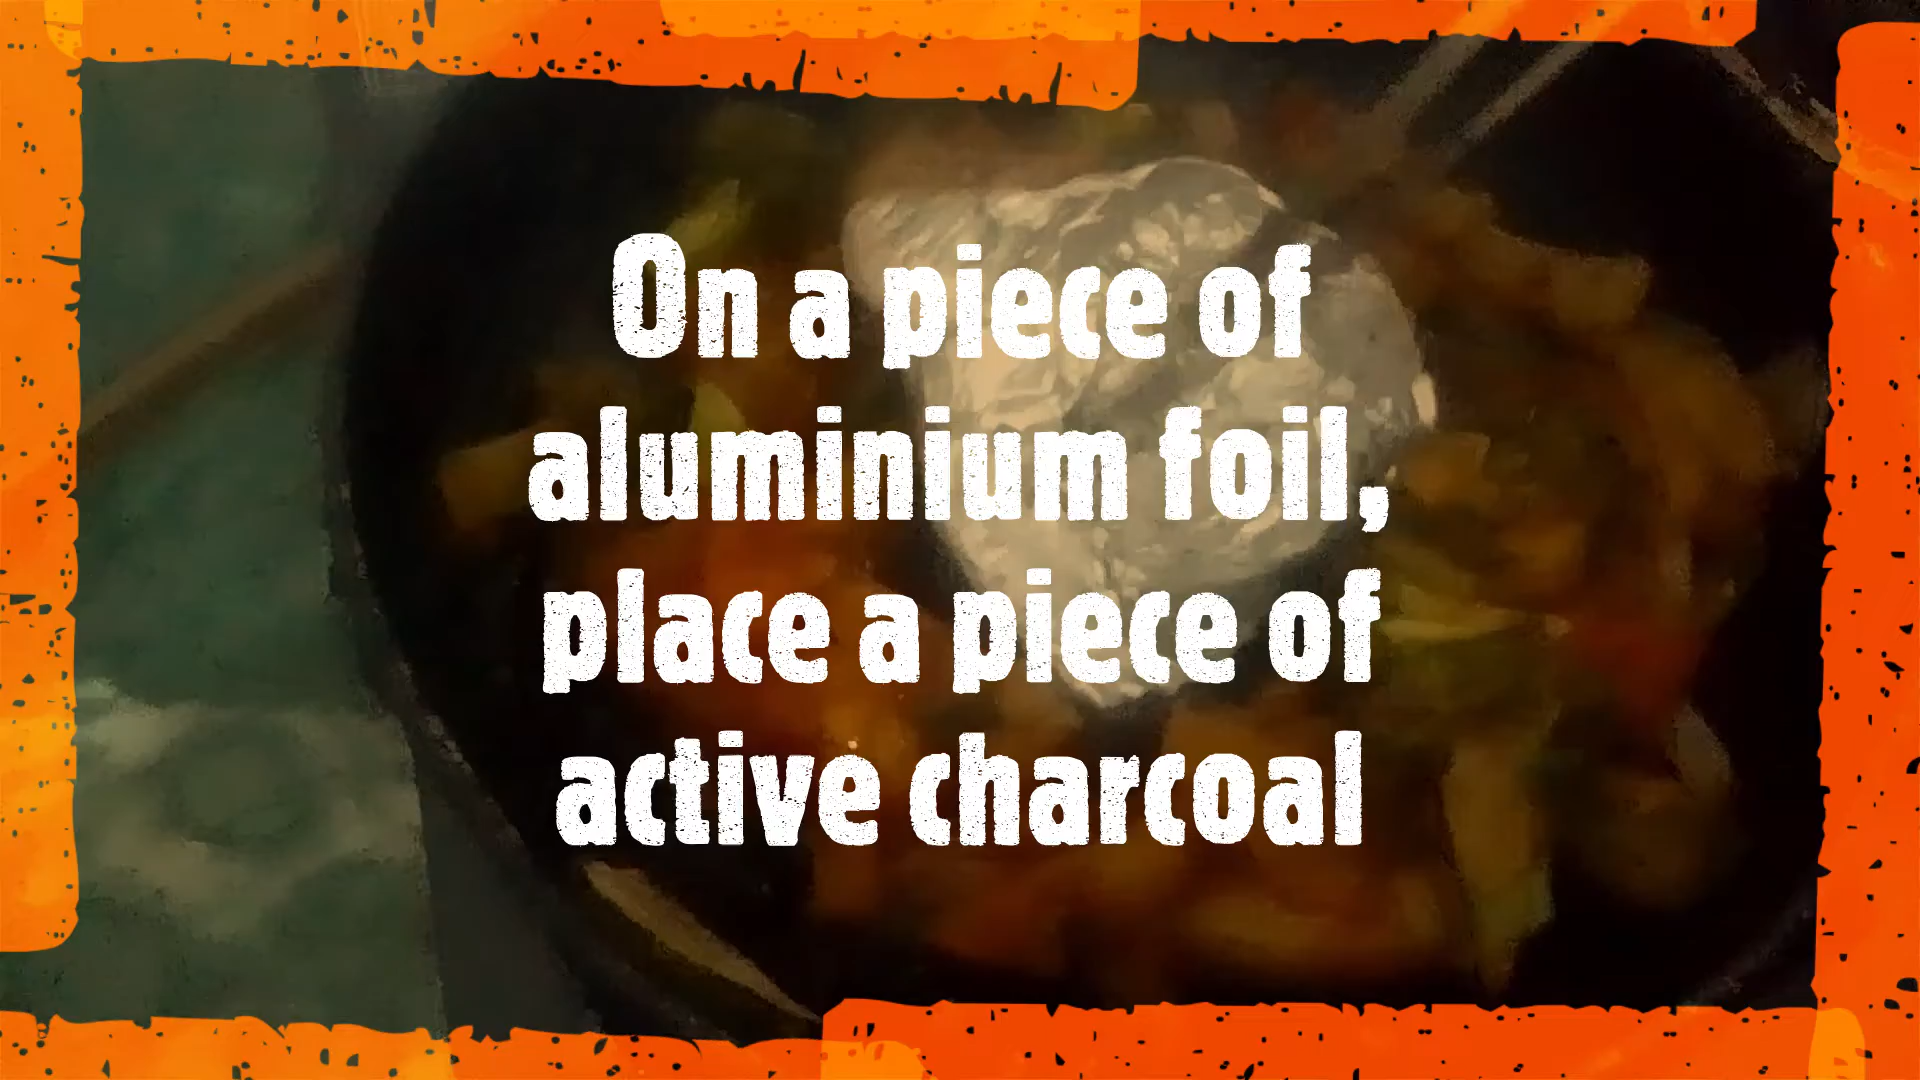 On a piece of
aluminium foil,
place a piece of
active charcoal